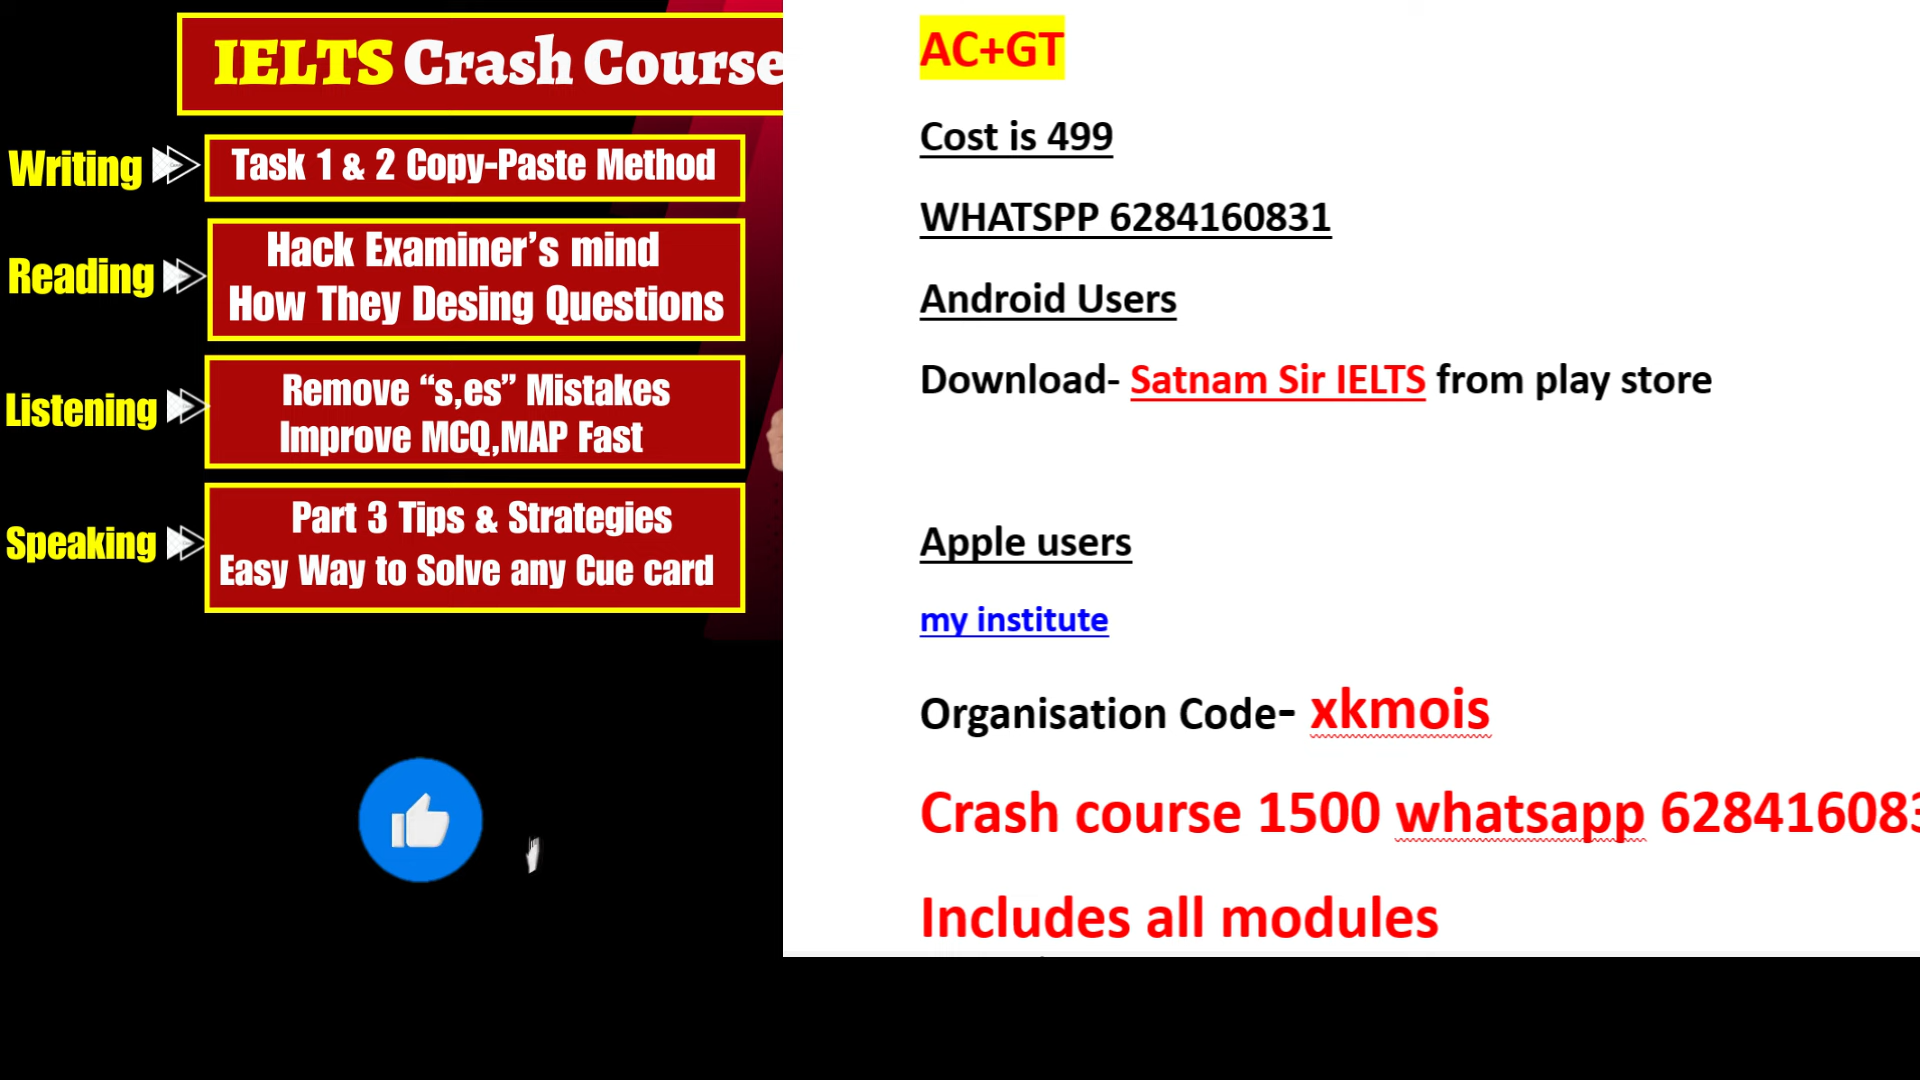 IELTS Crash Course
Writing
Task 1 & 2 Copy-Paste Method
Reading
Hack Examiner’s mind
How They Desing Questions
Listening
Remove “s,es” Mistakes
Improve MCQ,MAP Fast
Speaking
Part 3 Tips & Strategies
Easy Way to Solve any Cue card
AC+GT
Cost is 499
WHATSPP 6284160831
Android Users
Download- Satnam Sir IELTS from play store
Apple users
my institute
Organisation Code- xkmois
Crash course 1500 whatsapp 628416083
Includes all modules